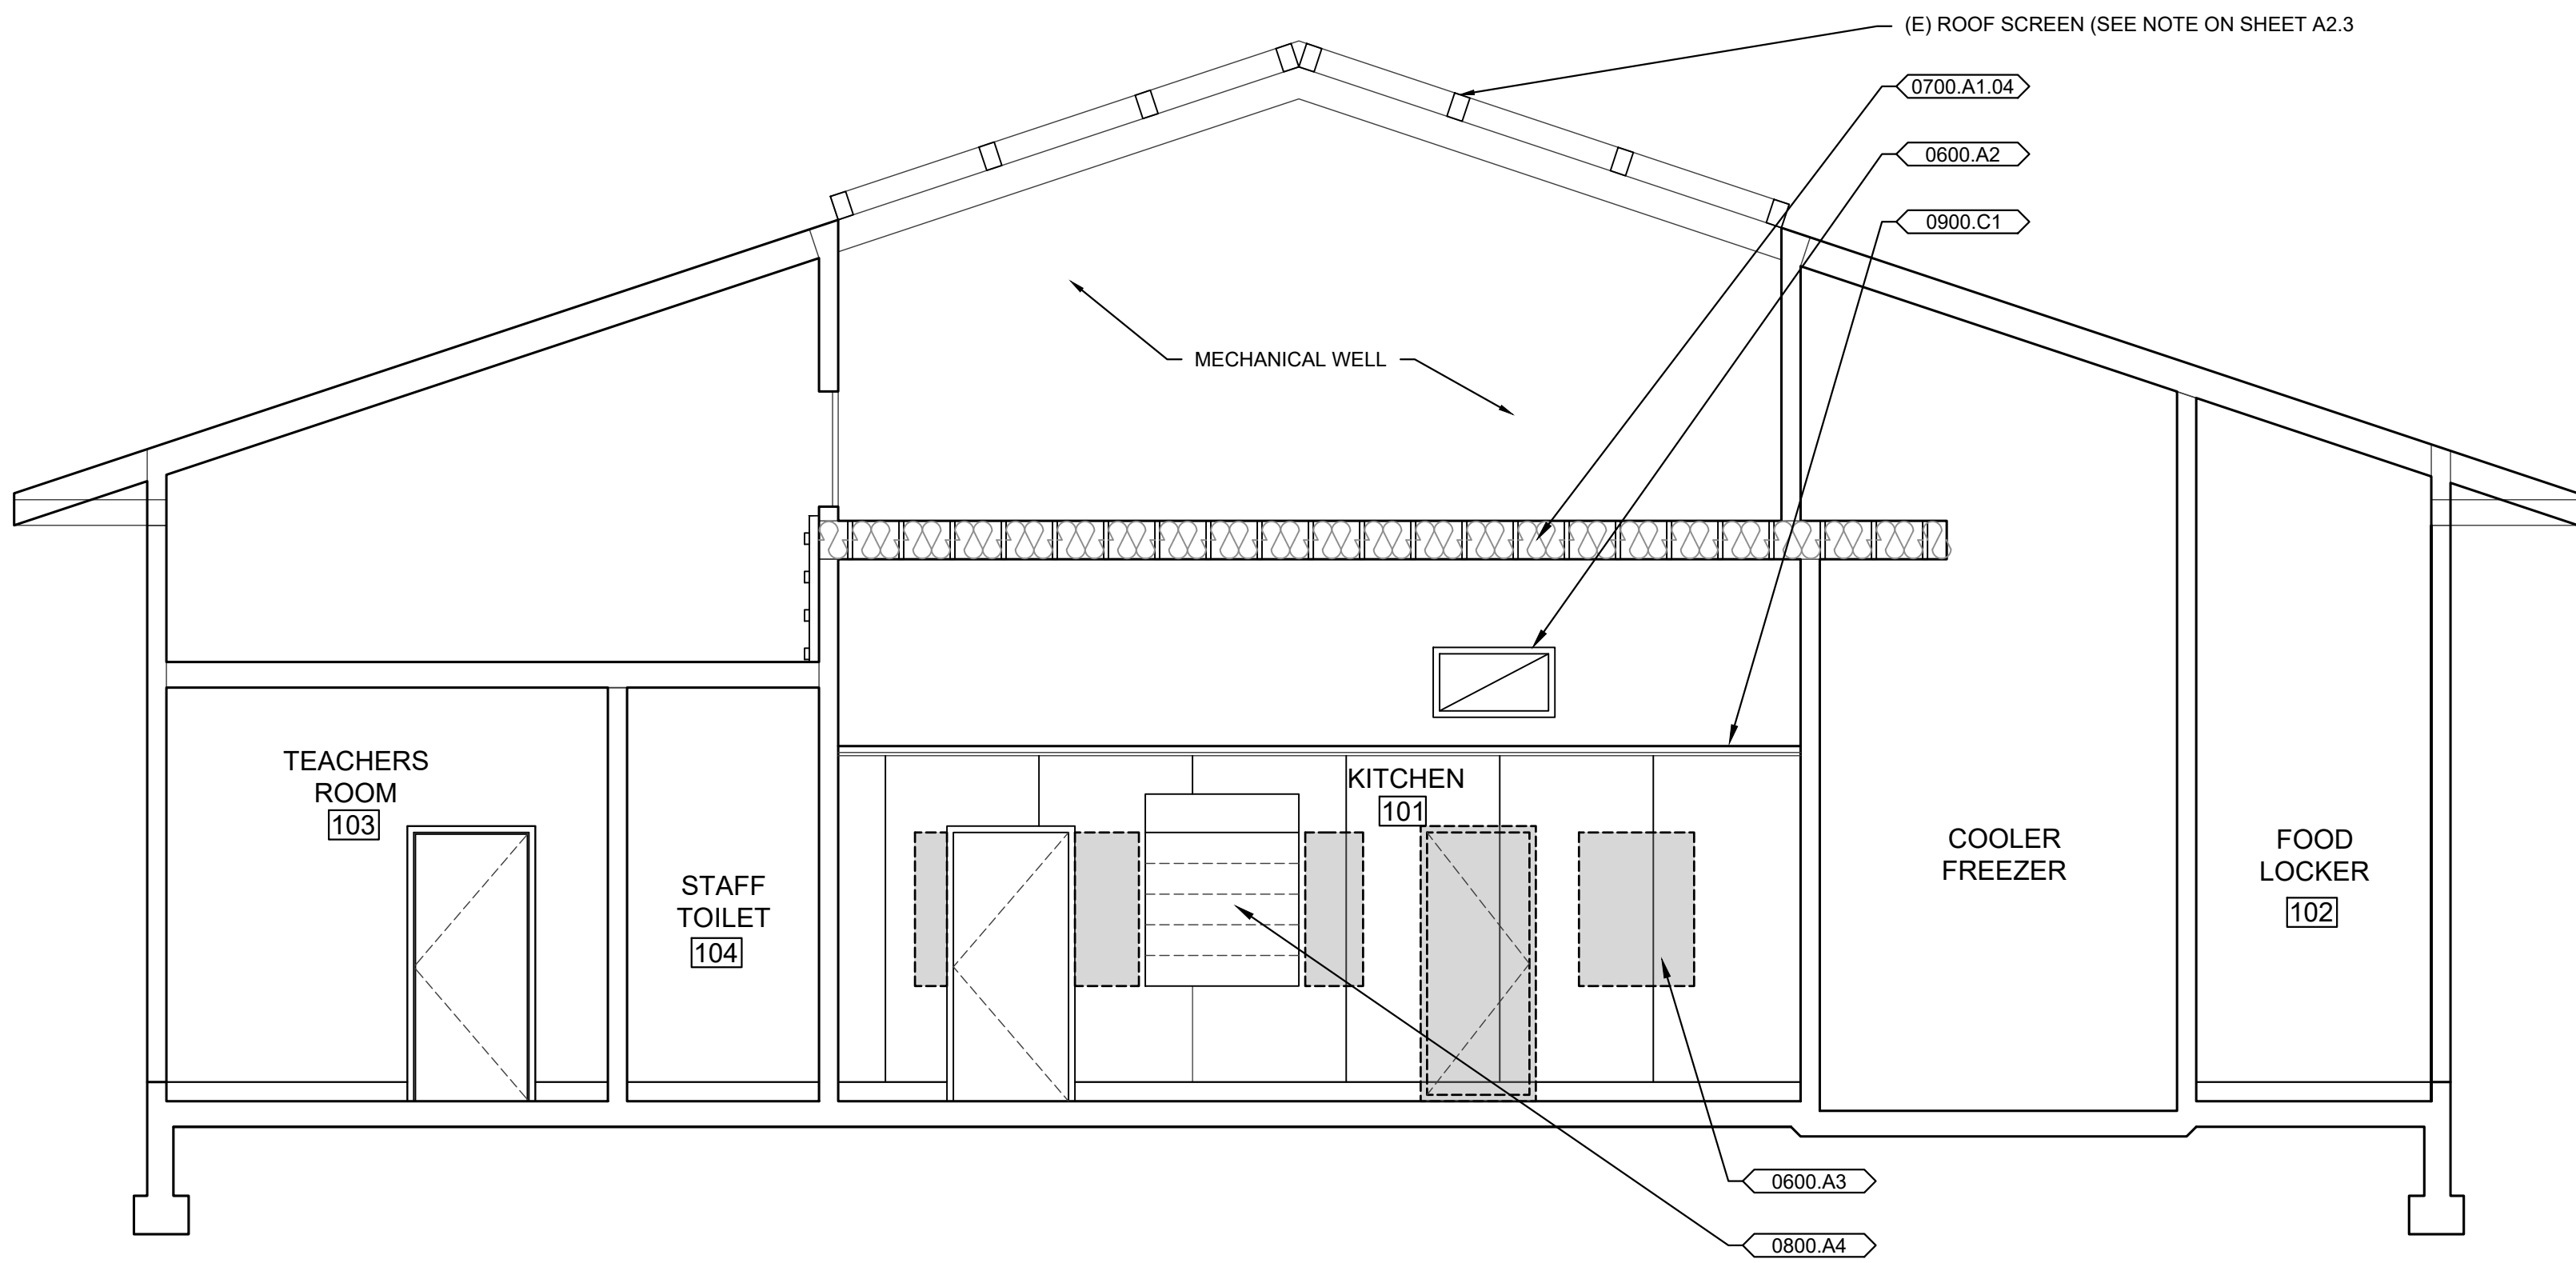 (E) ROOF SCREEN (SEE NOTE ON SHEET A2.3
0700.A1.04
0600.A2
0900.C1
MECHANICAL WELL
TEACHERS
ROOM
103
STAFF
TOILET
104
KITCHEN
101
COOLER
FREEZER
FOOD
LOCKER
102
0600.A3
0800.A4